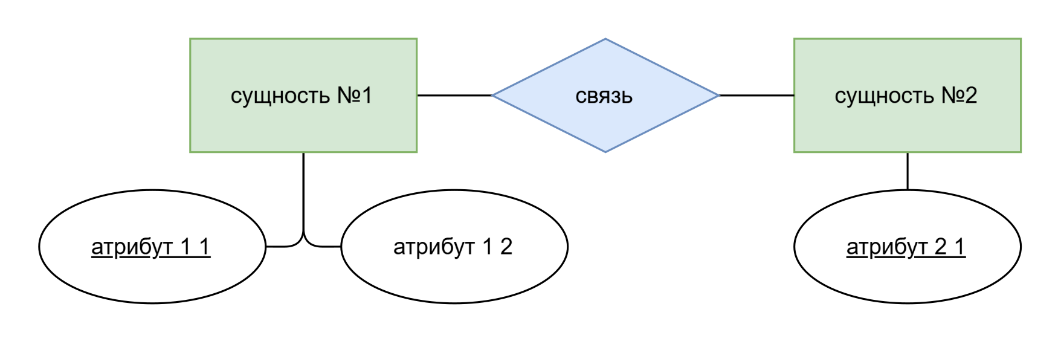 сущность №1
связь
сущность №2
атрибут 1 1
атрибут 1 2
атрибут 2 1